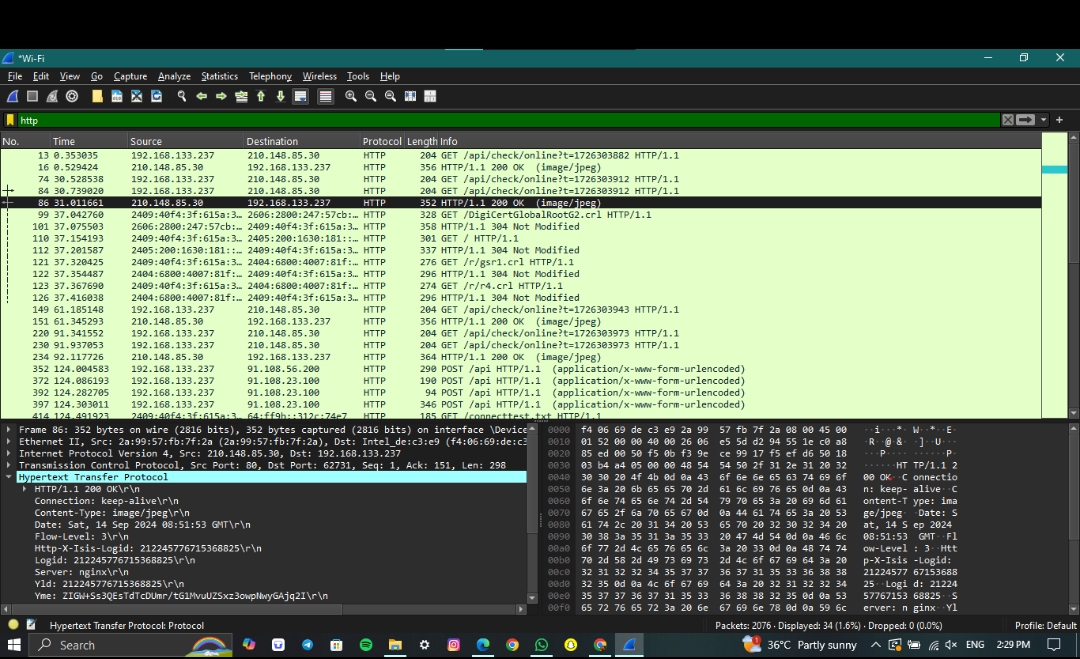 *Wi-Fi
File Edit View Go Capture Analyze Statistics Telephony Wireless Tools Help
http
No. Time Source Destination Protocol Length Info
13 0.353035 192.168.133.237 210.148.85.30 HTTP 204 GET /api/check/online?t=1726303882 HTTP/1.1
16 0.529424 210.148.85.30 192.168.133.237 HTTP 356 HTTP/1.1 200 OK (image/jpeg)
74 30.528538 192.168.133.237 210.148.85.30 HTTP 204 GET /api/check/online?t=1726303912 HTTP/1.1
84 30.739020 192.168.133.237 210.148.85.30 HTTP 204 GET /api/check/online?t=1726303912 HTTP/1.1
86 31.011661 210.148.85.30 192.168.133.237 HTTP 352 HTTP/1.1 200 OK (image/jpeg)
99 37.042760 2409:40f4:3f:615a:3… 2606:2800:247:57cb:… HTTP 328 GET /DigiCertGlobalRootG2.crl HTTP/1.1
101 37.075503 2606:2800:247:57cb:… 2409:40f4:3f:615a:3… HTTP 358 HTTP/1.1 304 Not Modified
110 37.154193 2409:40f4:3f:615a:3… 2405:200:1630:181::… HTTP 301 GET / HTTP/1.1
112 37.201587 2405:200:1630:181::… 2409:40f4:3f:615a:3… HTTP 337 HTTP/1.1 304 Not Modified
121 37.320425 2409:40f4:3f:615a:3… 2404:6800:4007:81f:… HTTP 276 GET /r/gsr1.crl HTTP/1.1
122 37.354487 2404:6800:4007:81f:… 2409:40f4:3f:615a:3… HTTP 296 HTTP/1.1 304 Not Modified
123 37.367690 2409:40f4:3f:615a:3… 2404:6800:4007:81f:… HTTP 274 GET /r/r4.crl HTTP/1.1
126 37.416038 2404:6800:4007:81f:… 2409:40f4:3f:615a:3… HTTP 296 HTTP/1.1 304 Not Modified
149 61.185148 192.168.133.237 210.148.85.30 HTTP 204 GET /api/check/online?t=1726303943 HTTP/1.1
151 61.345293 210.148.85.30 192.168.133.237 HTTP 356 HTTP/1.1 200 OK (image/jpeg)
220 91.341552 192.168.133.237 210.148.85.30 HTTP 204 GET /api/check/online?t=1726303973 HTTP/1.1
230 91.937053 192.168.133.237 210.148.85.30 HTTP 204 GET /api/check/online?t=1726303973 HTTP/1.1
234 92.117726 210.148.85.30 192.168.133.237 HTTP 364 HTTP/1.1 200 OK (image/jpeg)
352 124.004583 192.168.133.237 91.108.56.200 HTTP 290 POST /api HTTP/1.1 (application/x-www-form-urlencoded)
372 124.086193 192.168.133.237 91.108.23.100 HTTP 190 POST /api HTTP/1.1 (application/x-www-form-urlencoded)
392 124.282705 192.168.133.237 91.108.23.100 HTTP 94 POST /api HTTP/1.1 (application/x-www-form-urlencoded)
397 124.303011 192.168.133.237 91.108.23.100 HTTP 346 POST /api HTTP/1.1 (application/x-www-form-urlencoded)
414 124.491923 2409:40f4:3f:615a:3… 64:ff9b::312c:74e7 HTTP 185 GET /connecttest.txt HTTP/1.1
Frame 86: 352 bytes on wire (2816 bits), 352 bytes captured (2816 bits) on interface \Device
Ethernet II, Src: 2a:99:57:fb:7f:2a (2a:99:57:fb:7f:2a), Dst: Intel_de:c3:e9 (f4:06:69:de:c3
Internet Protocol Version 4, Src: 210.148.85.30, Dst: 192.168.133.237
Transmission Control Protocol, Src Port: 80, Dst Port: 62731, Seq: 1, Ack: 151, Len: 298
Hypertext Transfer Protocol
HTTP/1.1 200 OK\r\n
Connection: keep-alive\r\n
Content-Type: image/jpeg\r\n
Date: Sat, 14 Sep 2024 08:51:53 GMT\r\n
Flow-Level: 3\r\n
Http-X-Isis-Logid: 212245776715368825\r\n
Logid: 212245776715368825\r\n
Server: nginx\r\n
Yld: 212245776715368825\r\n
0000 f4 06 69 de c3 e9 2a 99 57 fb 7f 2a 08 00 45 00 ··i···*· W··*··E·
0010 01 52 00 00 40 00 26 06 e5 5d d2 94 55 1e c0 a8 ·R··@·&· ·]··U···
0020 85 ed 00 50 f5 0b f3 9e ce 99 17 f5 ef d6 50 18 ···P···· ······P·
0030 03 b4 a4 05 00 00 48 54 54 50 2f 31 2e 31 20 32 ······HT TP/1.1 2
0040 30 30 20 4f 4b 0d 0a 43 6f 6e 6e 65 63 74 69 6f 00 OK··C onnectio
0050 6e 3a 20 6b 65 65 70 2d 61 6c 69 76 65 0d 0a 43 n: keep- alive··C
0060 6f 6e 74 65 6e 74 2d 54 79 70 65 3a 20 69 6d 61 ontent-T ype: ima
0070 67 65 2f 6a 70 65 67 0d 0a 44 61 74 65 3a 20 53 ge/jpeg· ·Date: S
0080 61 74 2c 20 31 34 20 53 65 70 20 32 30 32 34 20 at, 14 S ep 2024
0090 30 38 3a 35 31 3a 35 33 20 47 4d 54 0d 0a 46 6c 08:51:53 GMT··Fl
00a0 6f 77 2d 4c 65 76 65 6c 3a 20 33 0d 0a 48 74 74 ow-Level : 3··Htt
00b0 70 2d 58 2d 49 73 69 73 2d 4c 6f 67 69 64 3a 20 p-X-Isis -Logid:
00c0 32 31 32 32 34 35 37 37 36 37 31 35 33 36 38 38 21224577 67153688
00d0 32 35 0d 0a 4c 6f 67 69 64 3a 20 32 31 32 32 34 25··Logi d: 21224
00e0 35 37 37 36 37 31 35 33 36 38 38 32 35 0d 0a 53 57767153 68825··S
00f0 65 72 76 65 72 3a 20 6e 67 69 6e 78 0d 0a 59 6c erver: n ginx··Yl
Hypertext Transfer Protocol: Protocol
Packets: 2076 · Displayed: 34 (1.6%) · Dropped: 0 (0.0%)
Profile: Default
Search
36°C Partly sunny
ENG
2:29 PM